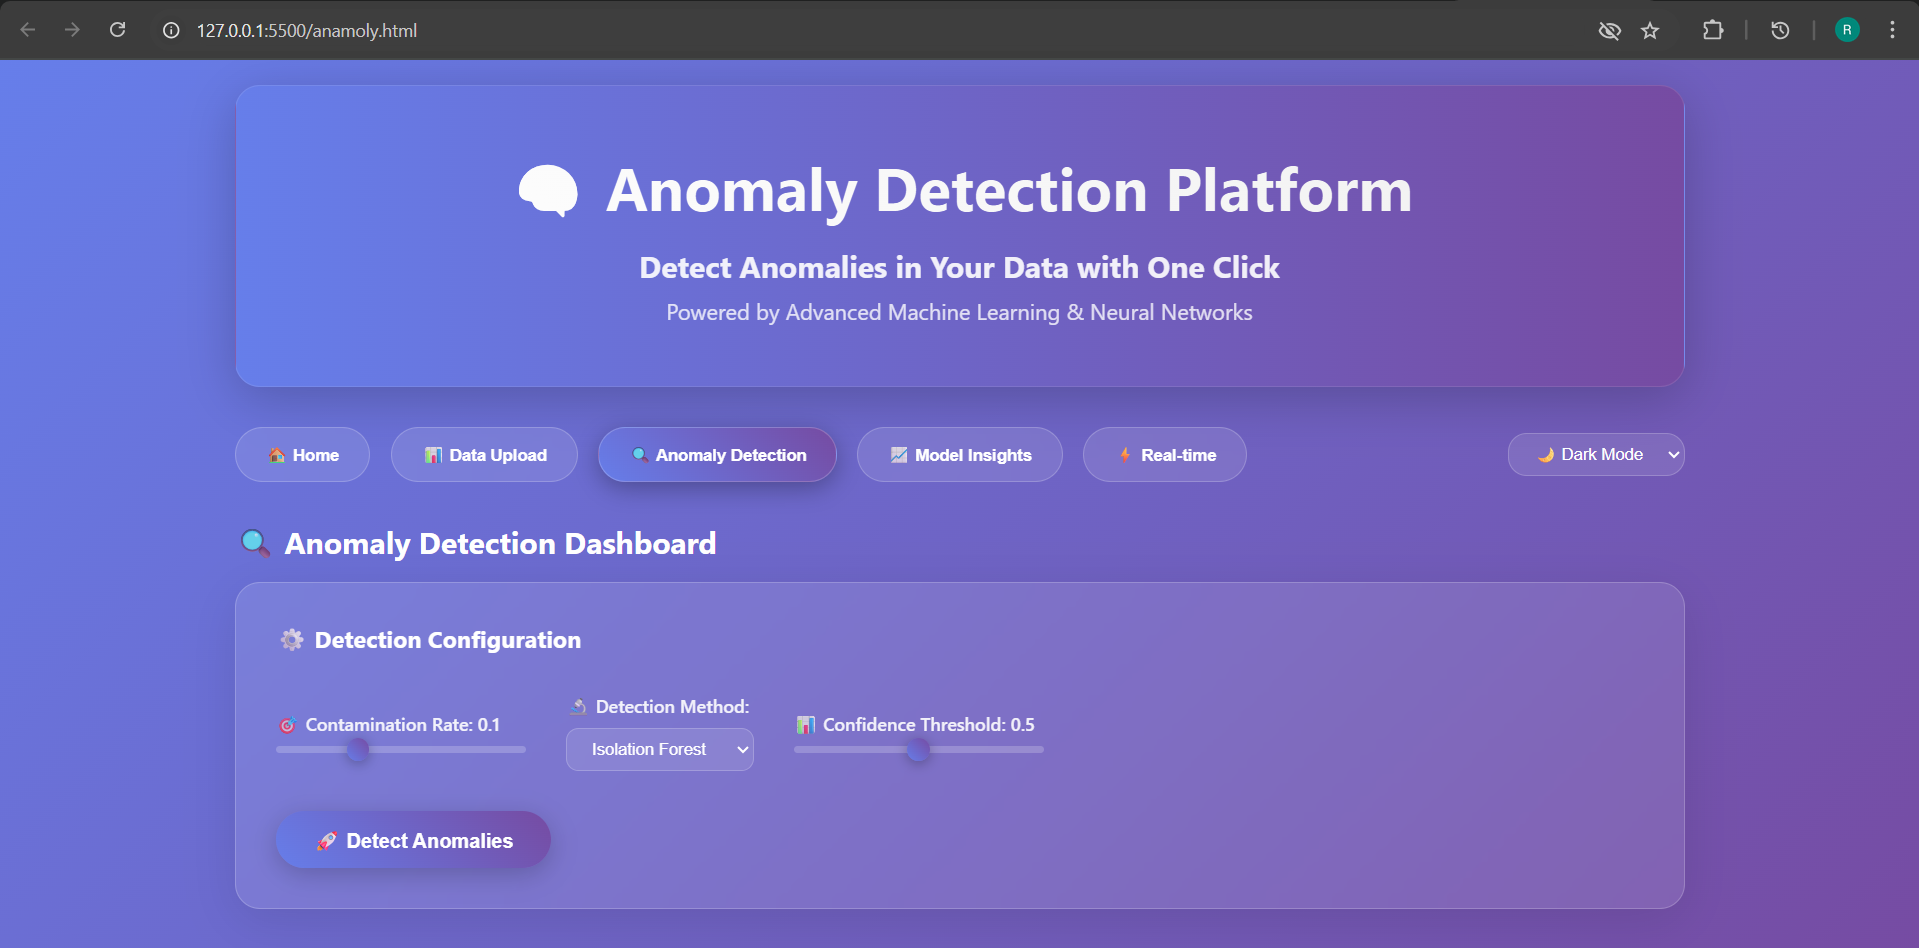 127.0.0.1:5500/anamoly.html
R
Anomaly Detection Platform
Detect Anomalies in Your Data with One Click
Powered by Advanced Machine Learning & Neural Networks
Home
Data Upload
Anomaly Detection
Model Insights
Real-time
Dark Mode
Anomaly Detection Dashboard
Detection Configuration
Contamination Rate: 0.1
Detection Method:
Isolation Forest
Confidence Threshold: 0.5
Detect Anomalies